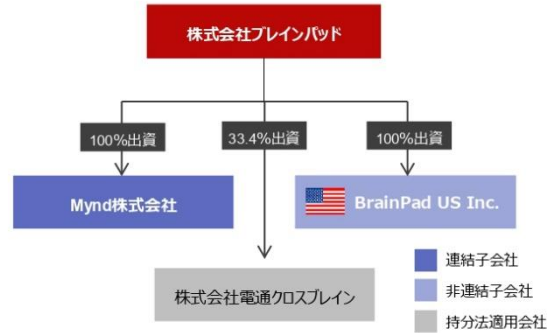 株式会社ブレインパッド
100%出資
33.4%出資
100%出資
Mynd株式会社
BrainPad US Inc.
株式会社電通クロスブレイン
連結子会社
非連結子会社
持分法適用会社